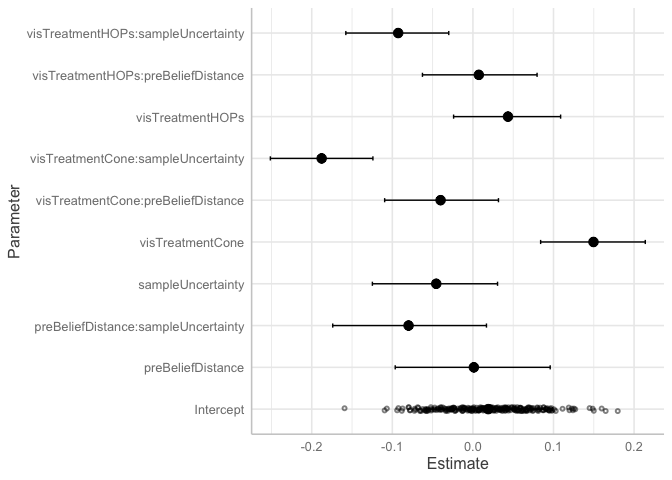 visTreatmentHOPs:sampleUncertainty
visTreatmentHOPs:preBeliefDistance
visTreatmentHOPs
visTreatmentCone:sampleUncertainty
visTreatmentCone:preBeliefDistance
visTreatmentCone
sampleUncertainty
preBeliefDistance:sampleUncertainty
preBeliefDistance
Intercept
Parameter
-0.2 -0.1 0.0 0.1 0.2
Estimate